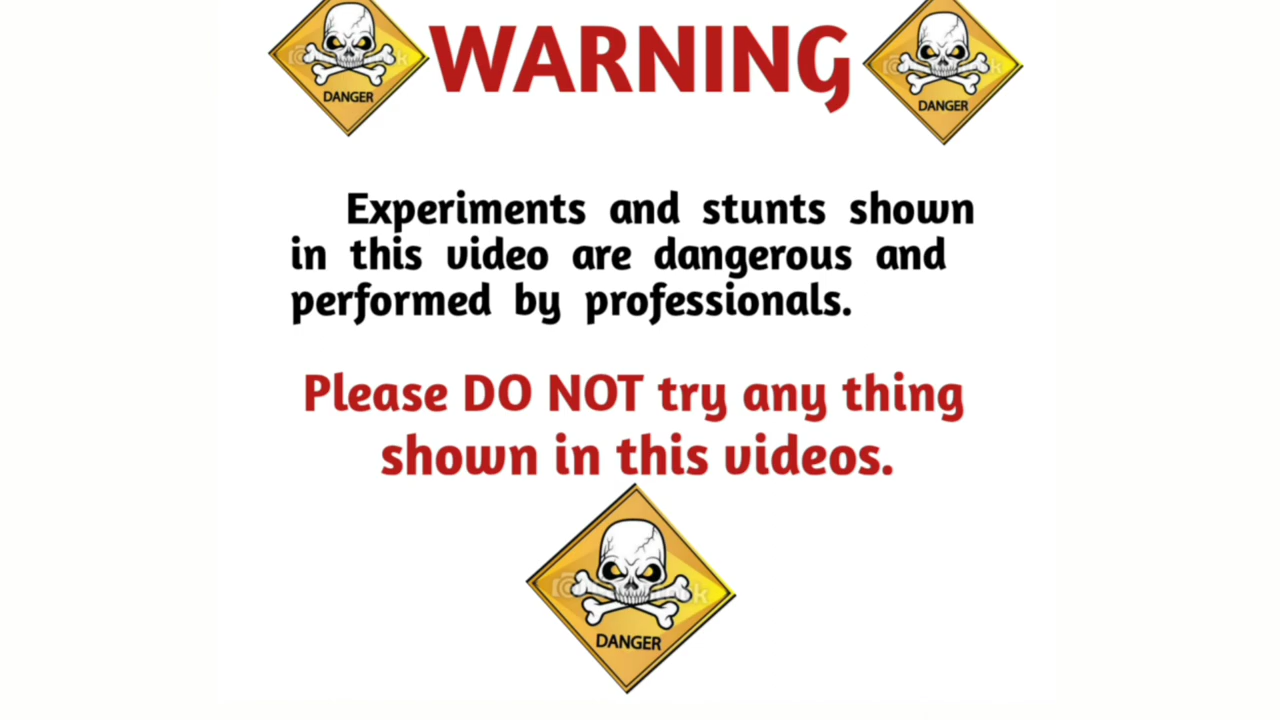 WARNING
DANGER
DANGER
Experiments and stunts shown
in this video are dangerous and
performed by professionals.
Please DO NOT try any thing
shown in this videos.
DANGER